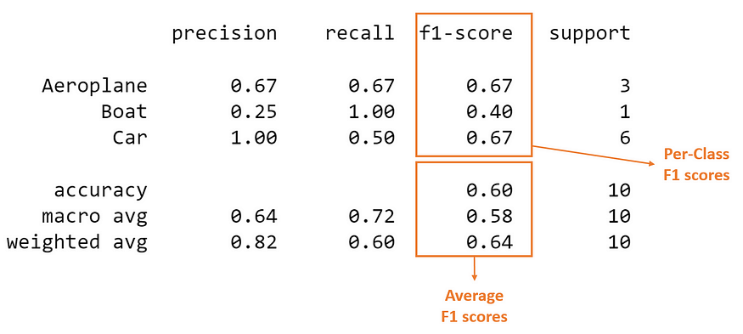 precision recall f1-score support
Aeroplane 0.67 0.67 0.67 3
Boat 0.25 1.00 0.40 1
Car 1.00 0.50 0.67 6
Per-Class
F1 scores
accuracy 0.60 10
macro avg 0.64 0.72 0.58 10
weighted avg 0.82 0.60 0.64 10
Average
F1 scores